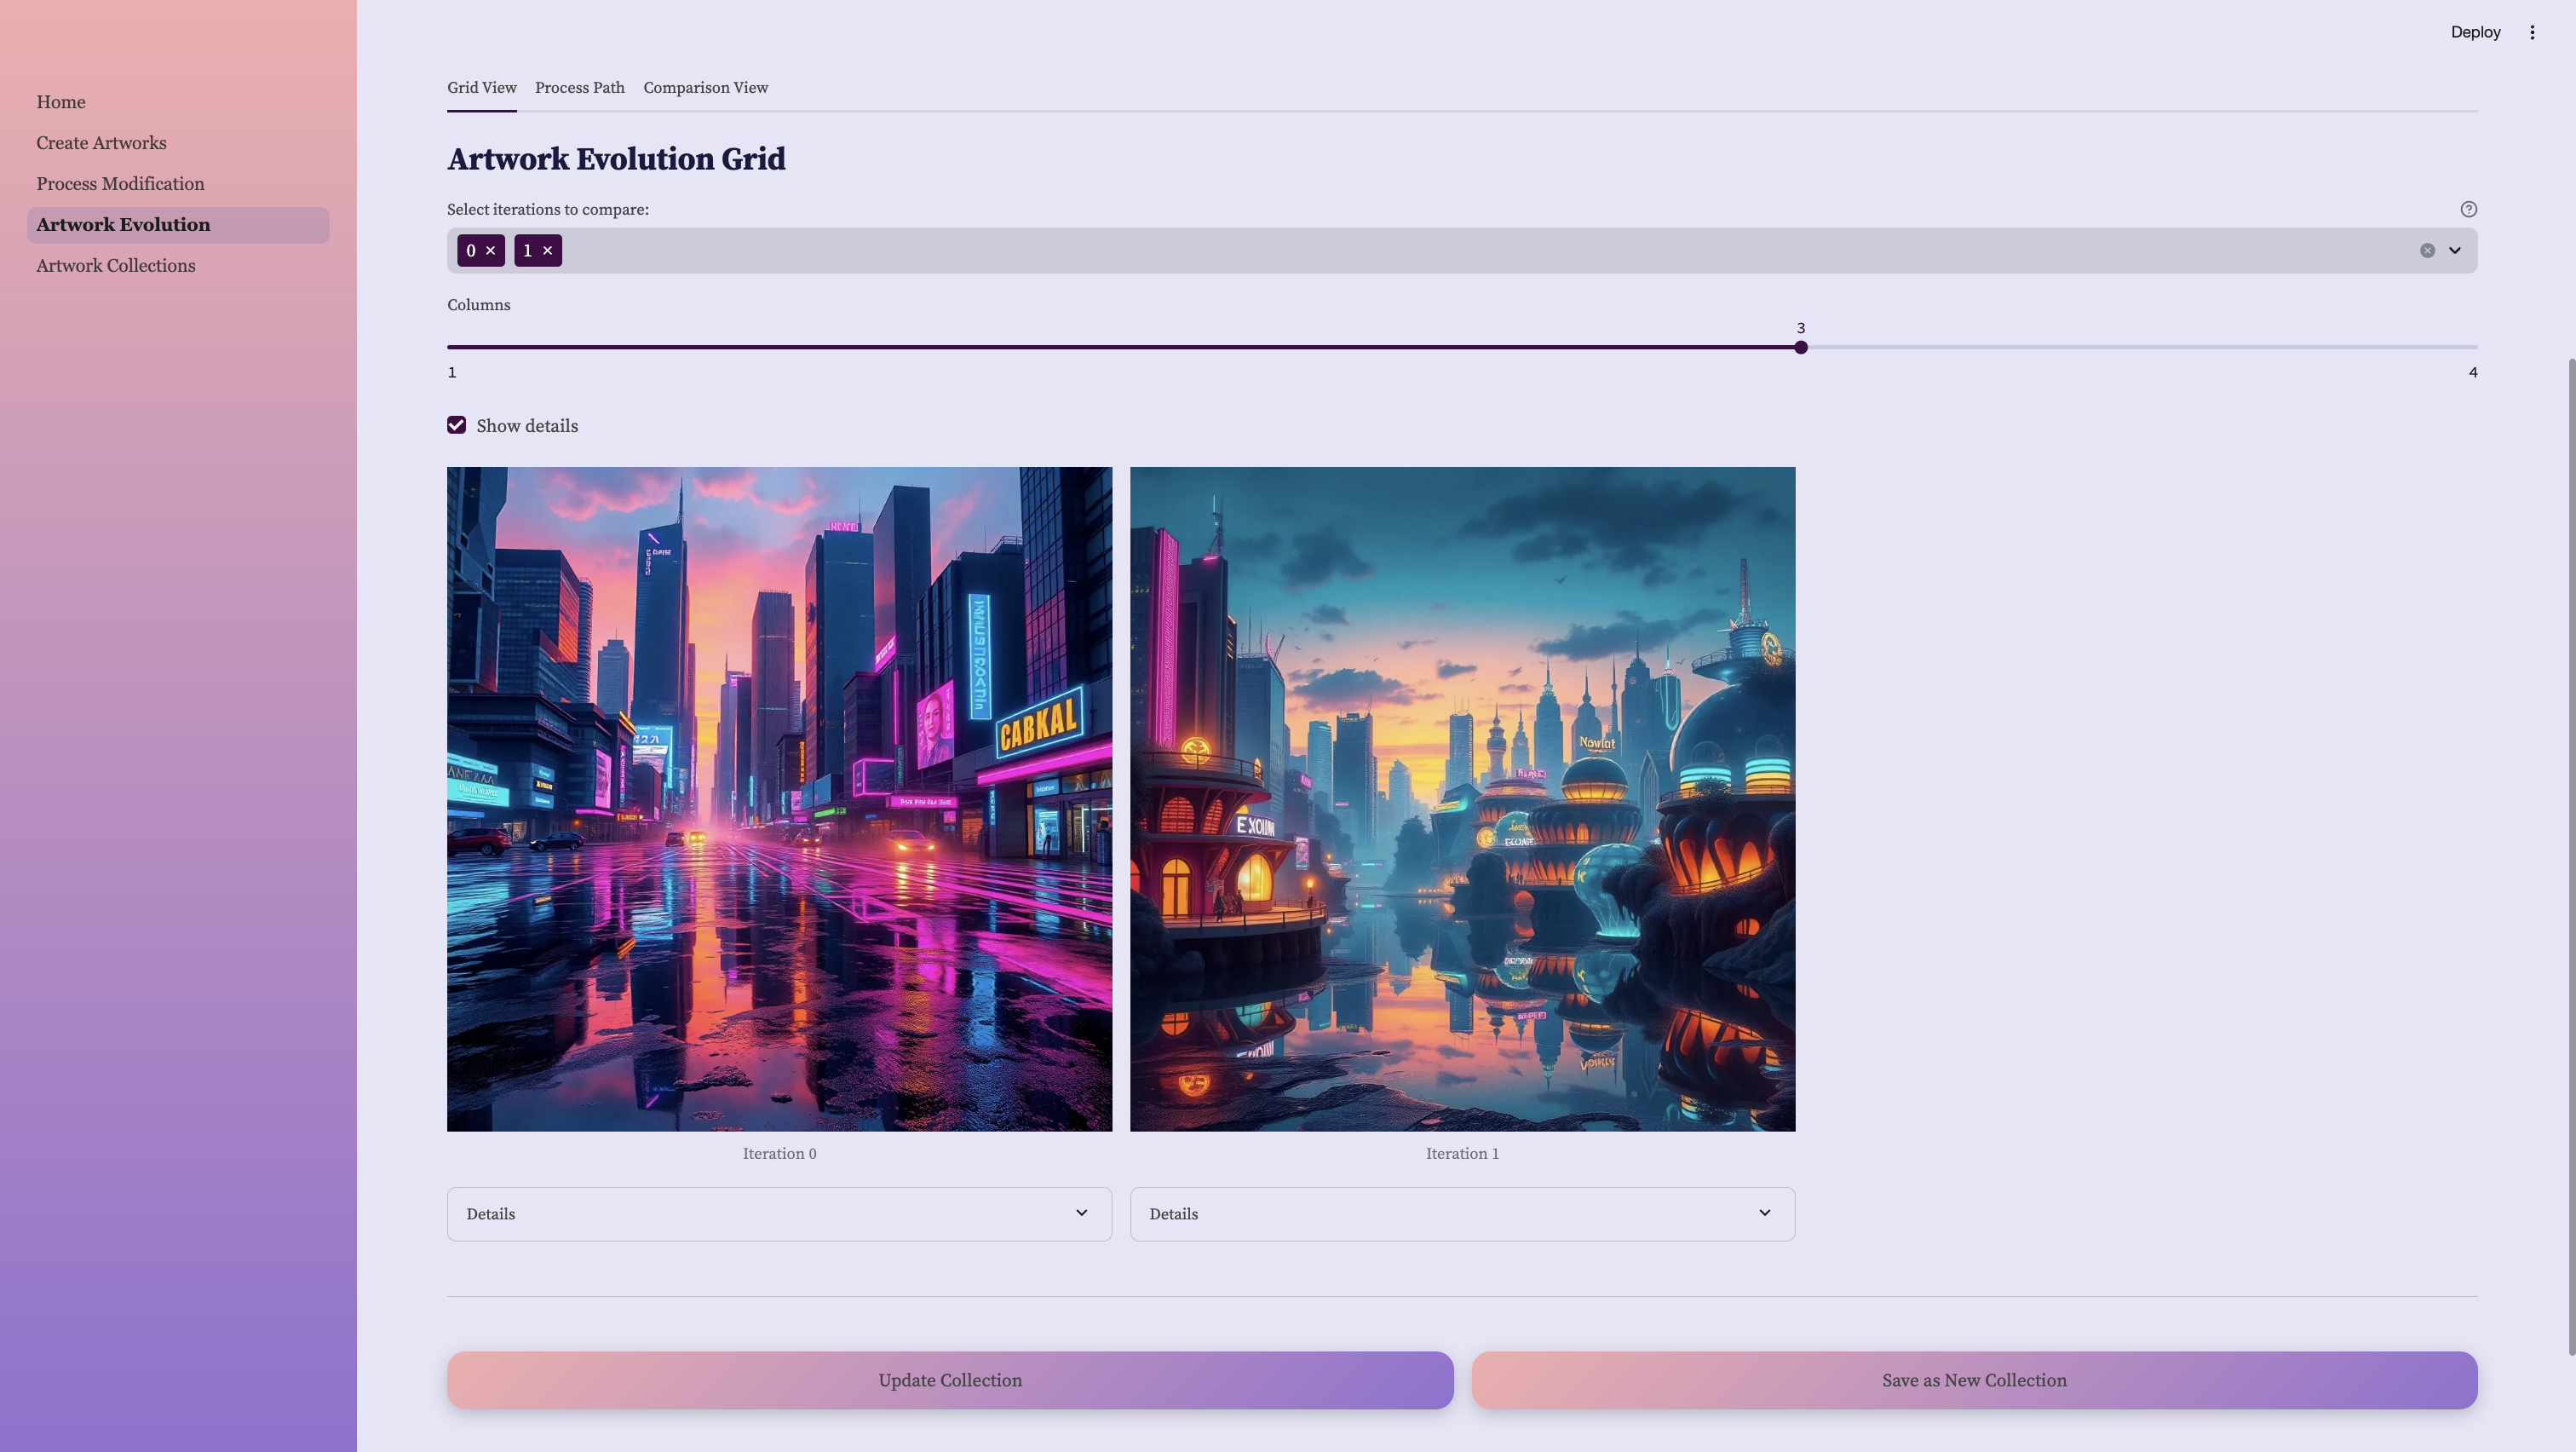 Deploy
Home
Create Artworks
Process Modification
Artwork Evolution
Artwork Collections
Grid View Process Path Comparison View
Artwork Evolution Grid
Select iterations to compare:
0 × 1 ×
Columns
3
1 4
Show details
CABKAL
Noviat
EXOIIM
Iteration 0 Iteration 1
Details Details
Update Collection Save as New Collection